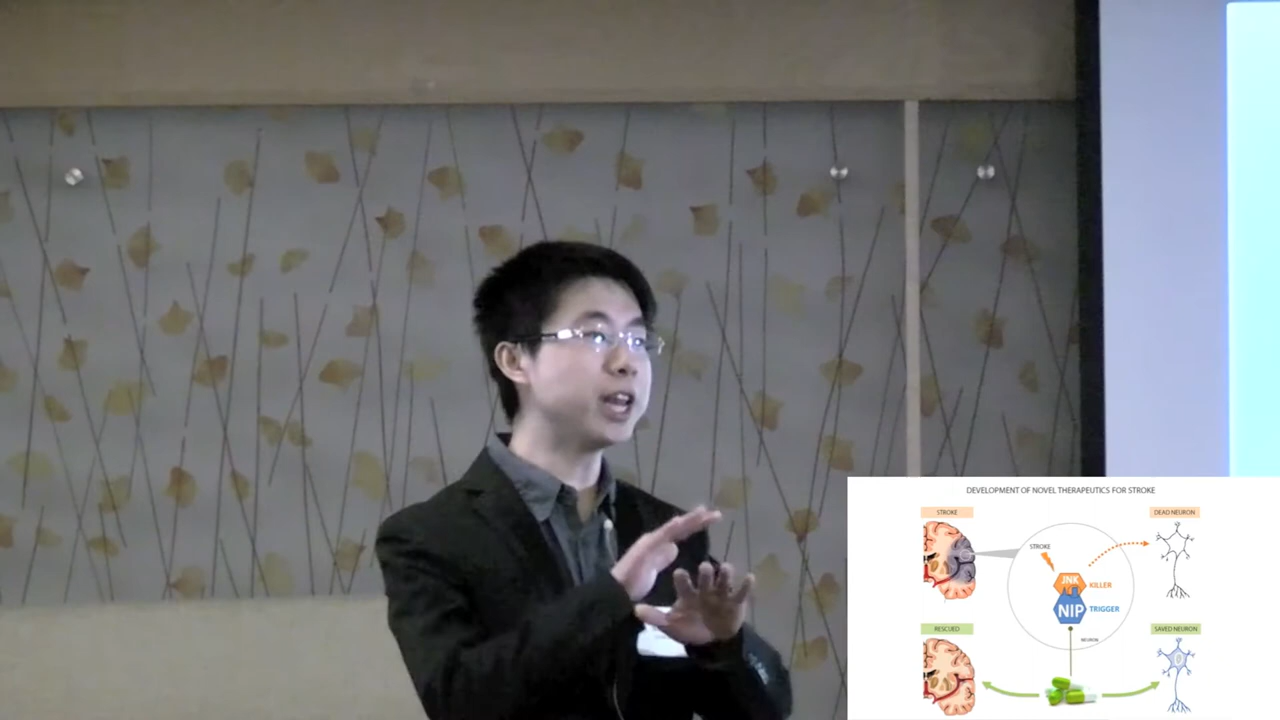 DEVELOPMENT OF NOVEL THERAPEUTICS FOR STROKE
STROKE
DEAD NEURON
STROKE
JNK
KILLER
NIP
TRIGGER
RESCUED
NEURON
SAVED NEURON